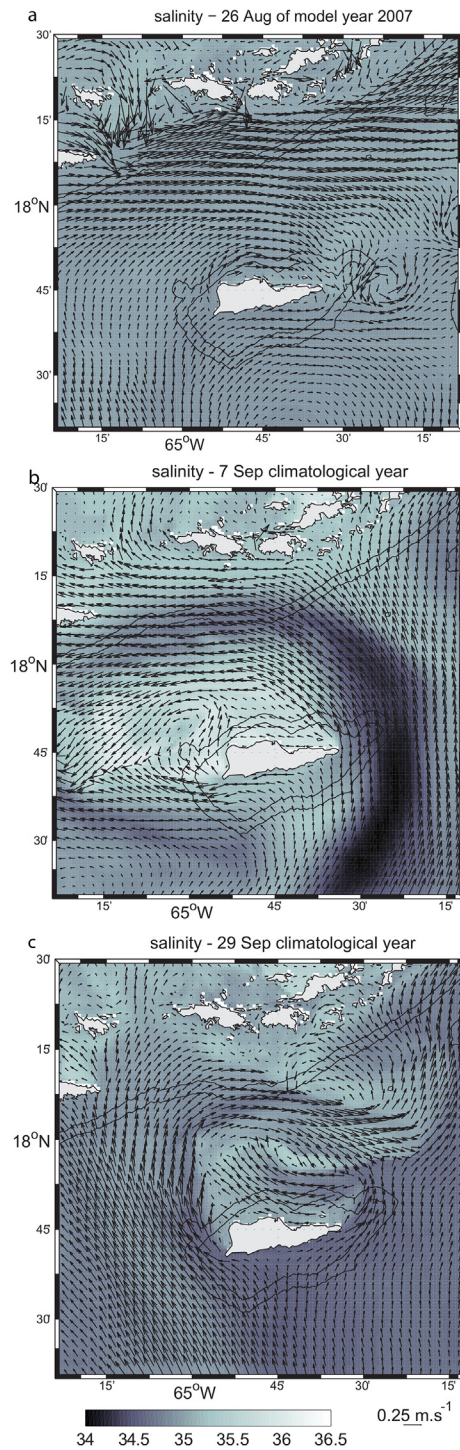 a
salinity − 26 Aug of model year 2007
30'
15'
18°N
45'
30'
15' 65°W 45' 30' 15'
b
salinity - 7 Sep climatological year
30'
15'
18°N
45'
30'
15' 65°W 45' 30' 15'
c
salinity - 29 Sep climatological year
30'
15'
18°N
45'
30'
15' 65°W 45' 30' 15'
34 34.5 35 35.5 36 36.5
0.25 m.s⁻¹